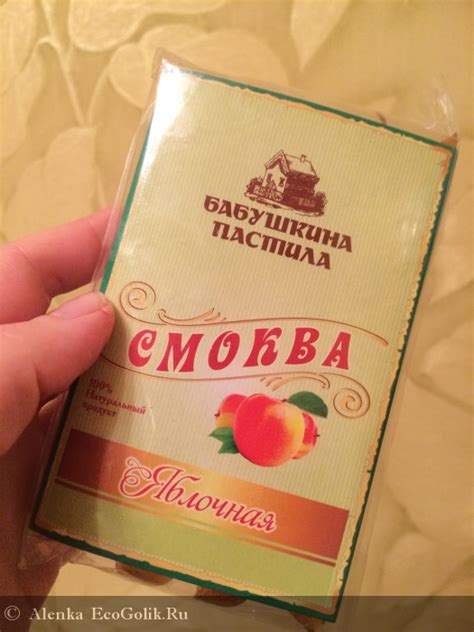 БАБУШКИНА
ПАСТИЛА
СМОКВА
100%
Натуральный
продукт
Яблочная
© Alenka EcoGolik.Ru